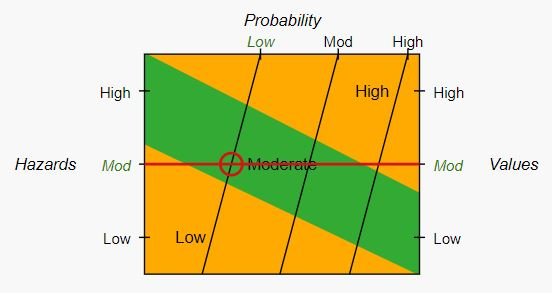 Probability
Low Mod High
High High High
Hazards Mod Moderate Mod Values
Low Low Low